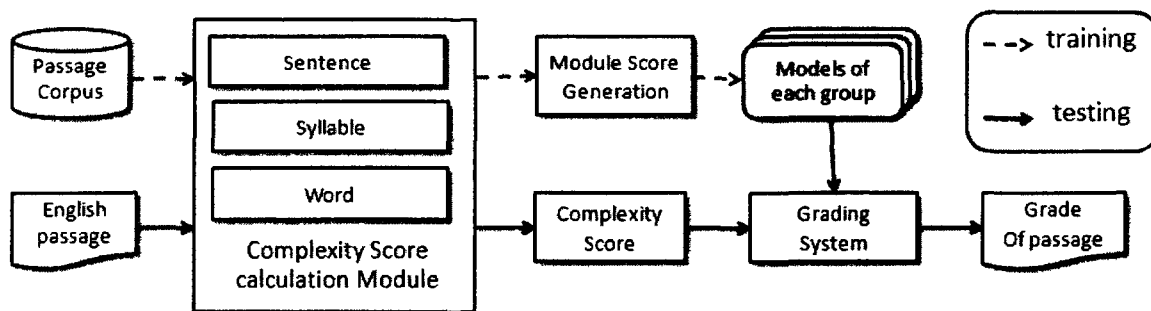 Passage
Corpus
Sentence
Syllable
Word
Complexity Score
calculation Module
Module Score
Generation
Models of
each group
training
testing
English
passage
Complexity
Score
Grading
System
Grade
Of passage